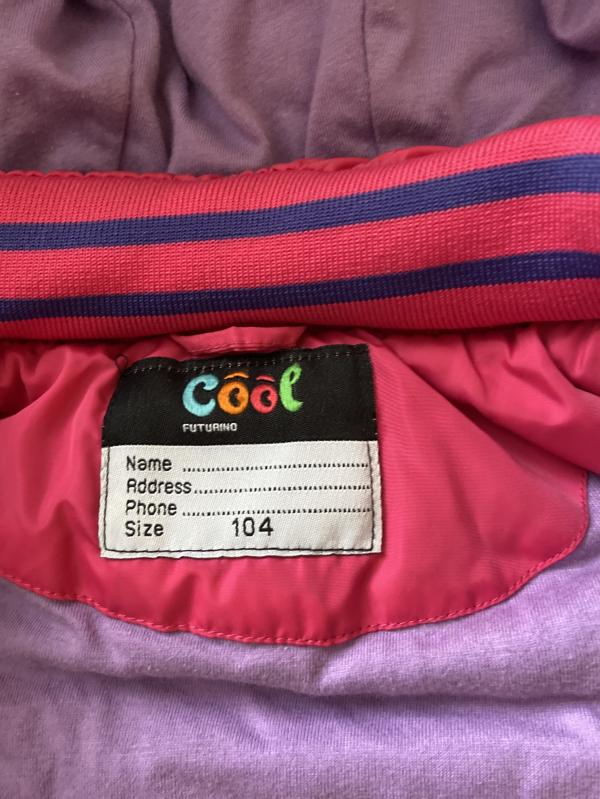 cool
FUTURINO
Name ........................................
Address........................................
Phone ........................................
Size 104